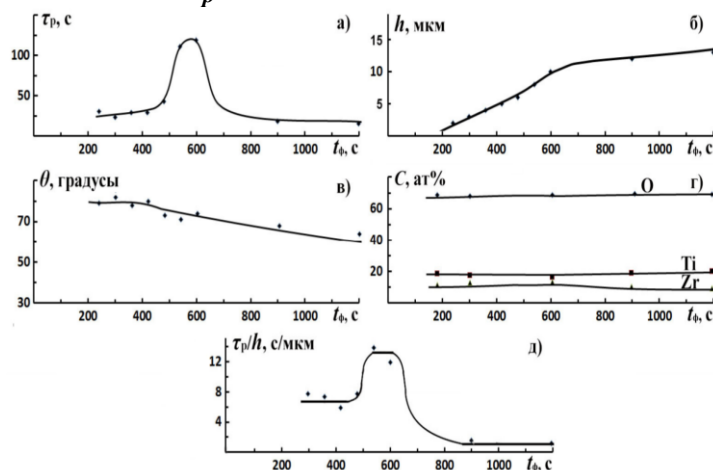 p
τр, с
а)
100
50
200 400 600 800 1000 tф, с
h, мкм
б)
15
10
5
200 400 600 800 1000 tф, с
θ, градусы
в)
70
50
30
200 400 600 800 1000 tф, с
C, ат%
г)
O
60
40
Ti
20
Zr
200 400 600 800 1000 tф, с
τр/h, с/мкм
д)
12
8
4
200 400 600 800 1000 tф, с